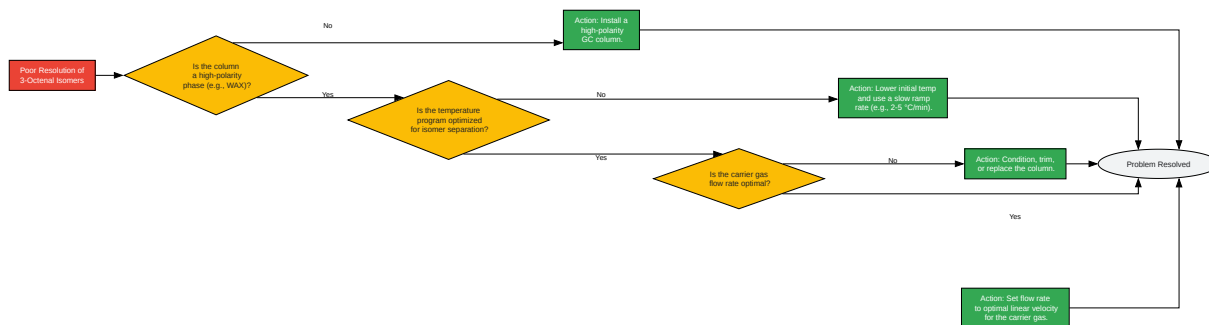 No
Action: Install a
high-polarity
GC column.
Poor Resolution of
3-Octenal Isomers
Is the column
a high-polarity
phase (e.g., WAX)?
Yes
Is the temperature
program optimized
for isomer separation?
No
Action: Lower initial temp
and use a slow ramp
rate (e.g., 2-5 °C/min).
Yes
Is the carrier gas
flow rate optimal?
No
Action: Condition, trim,
or replace the column.
Problem Resolved
Yes
Action: Set flow rate
to optimal linear velocity
for the carrier gas.